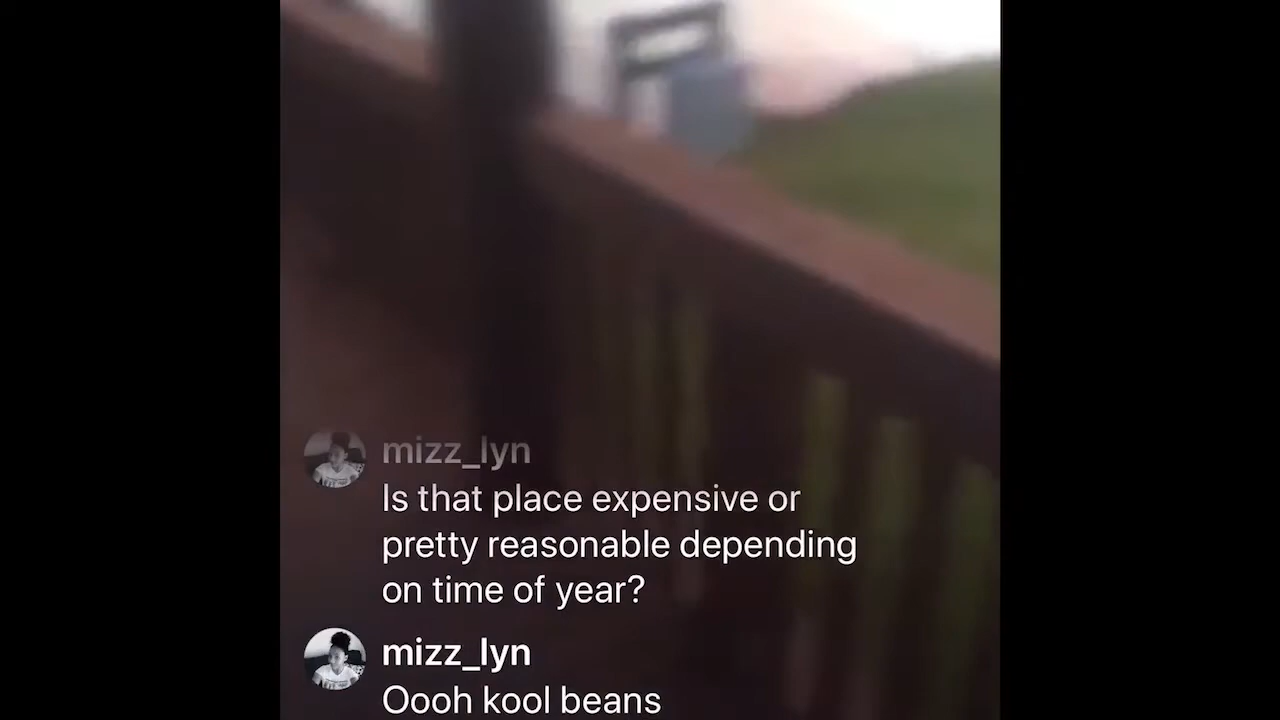 mizz_lyn
Is that place expensive or
pretty reasonable depending
on time of year?
mizz_lyn
Oooh kool beans